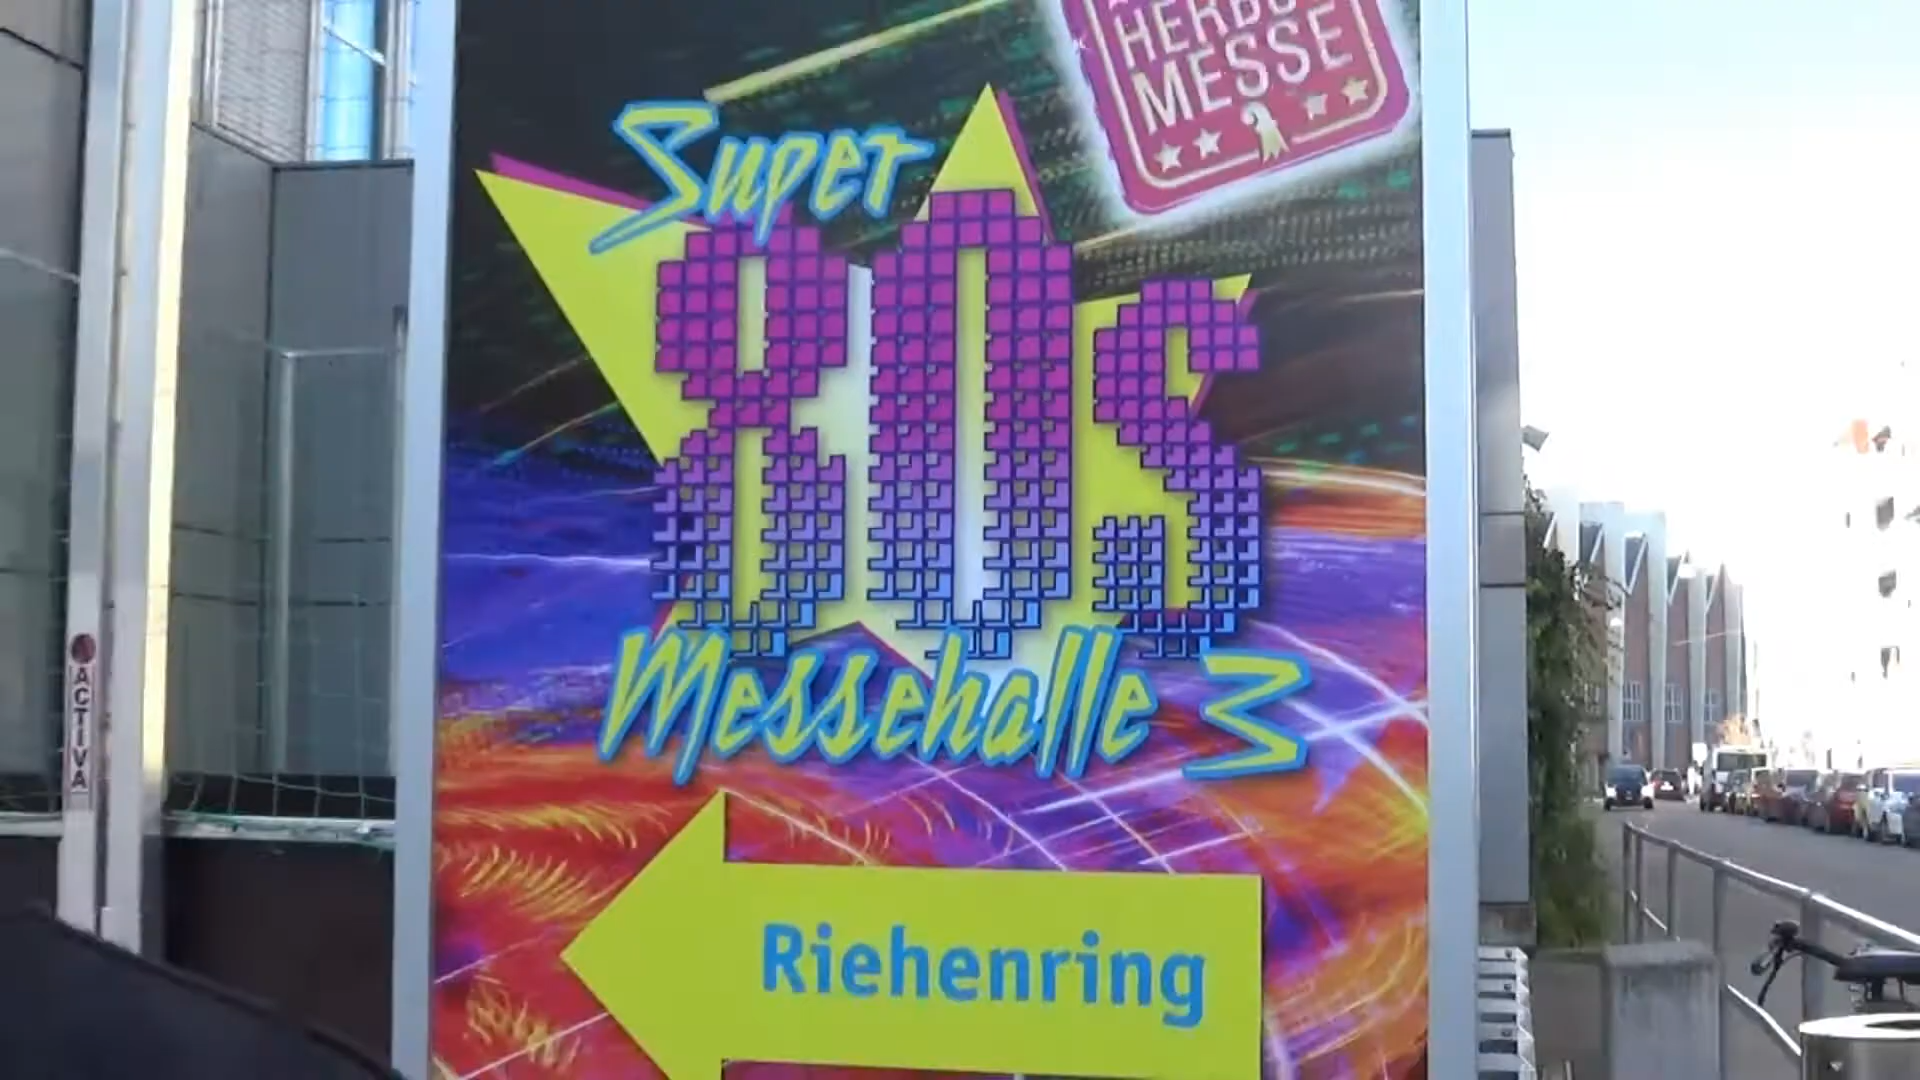 MESSE
Super
80s
Messehalle 3
Riehenring
ACTIVA